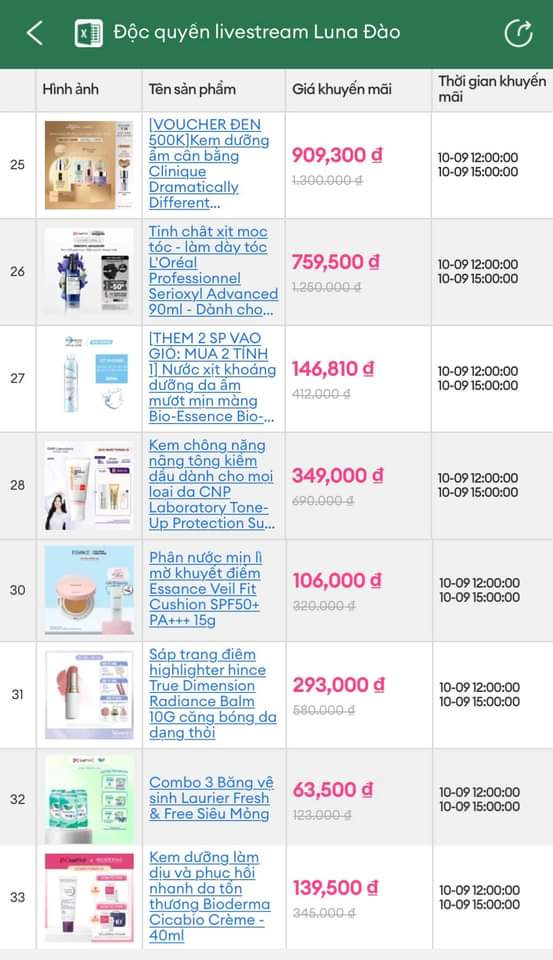 Độc quyền livestream Luna Đào
Hình ảnh
Tên sản phẩm
Giá khuyến mãi
Thời gian khuyến
mãi
25
[VOUCHER ĐEN
500K]Kem dưỡng
ẩm cân bằng
Clinique
Dramatically
Different...
909,300 ₫
1.300.000 ₫
10-09 12:00:00
10-09 15:00:00
26
Tinh chất xịt mọc
tóc - làm dày tóc
L'Oréal
Professionnel
Serioxyl Advanced
90ml - Dành cho...
759,500 ₫
1.250.000 ₫
10-09 12:00:00
10-09 15:00:00
27
[THÊM 2 SP VÀO
GIỎ: MUA 2 TÍNH
1] Nước xịt khoáng
dưỡng da ẩm
mượt mịn màng
Bio-Essence Bio-...
146,810 ₫
412.000 ₫
10-09 12:00:00
10-09 15:00:00
28
Kem chống nắng
nâng tông kiềm
dầu dành cho mọi
loại da CNP
Laboratory Tone-
Up Protection Su...
349,000 ₫
690.000 ₫
10-09 12:00:00
10-09 15:00:00
30
Phấn nước mịn lì
mờ khuyết điểm
Essance Veil Fit
Cushion SPF50+
PA+++ 15g
106,000 ₫
320.000 ₫
10-09 12:00:00
10-09 15:00:00
31
Sáp trang điểm
highlighter hince
True Dimension
Radiance Balm
10G căng bóng da
dạng thỏi
293,000 ₫
580.000 ₫
10-09 12:00:00
10-09 15:00:00
32
Combo 3 Băng vệ
sinh Laurier Fresh
& Free Siêu Mỏng
63,500 ₫
123.000 ₫
10-09 12:00:00
10-09 15:00:00
33
Kem dưỡng làm
dịu và phục hồi
nhanh da tổn
thương Bioderma
Cicabio Crème -
40ml
139,500 ₫
345.000 ₫
10-09 12:00:00
10-09 15:00:00